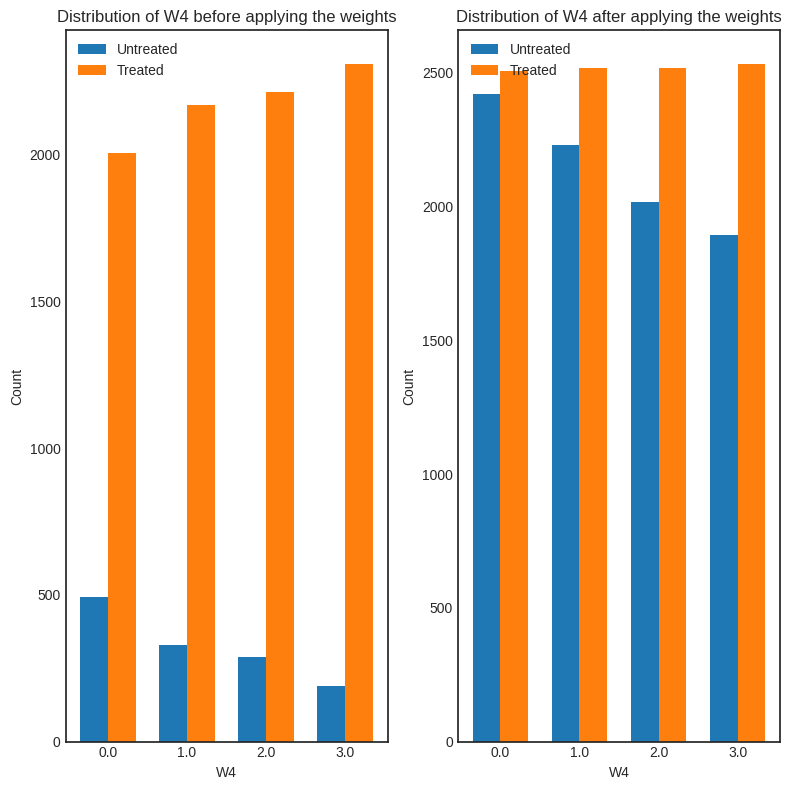 Distribution of W4 before applying the weights
Untreated
Treated
2000
1500
1000
500
0
Count
0.0 1.0 2.0 3.0
W4
Distribution of W4 after applying the weights
Untreated
Treated
2500
2000
1500
1000
500
0
Count
0.0 1.0 2.0 3.0
W4